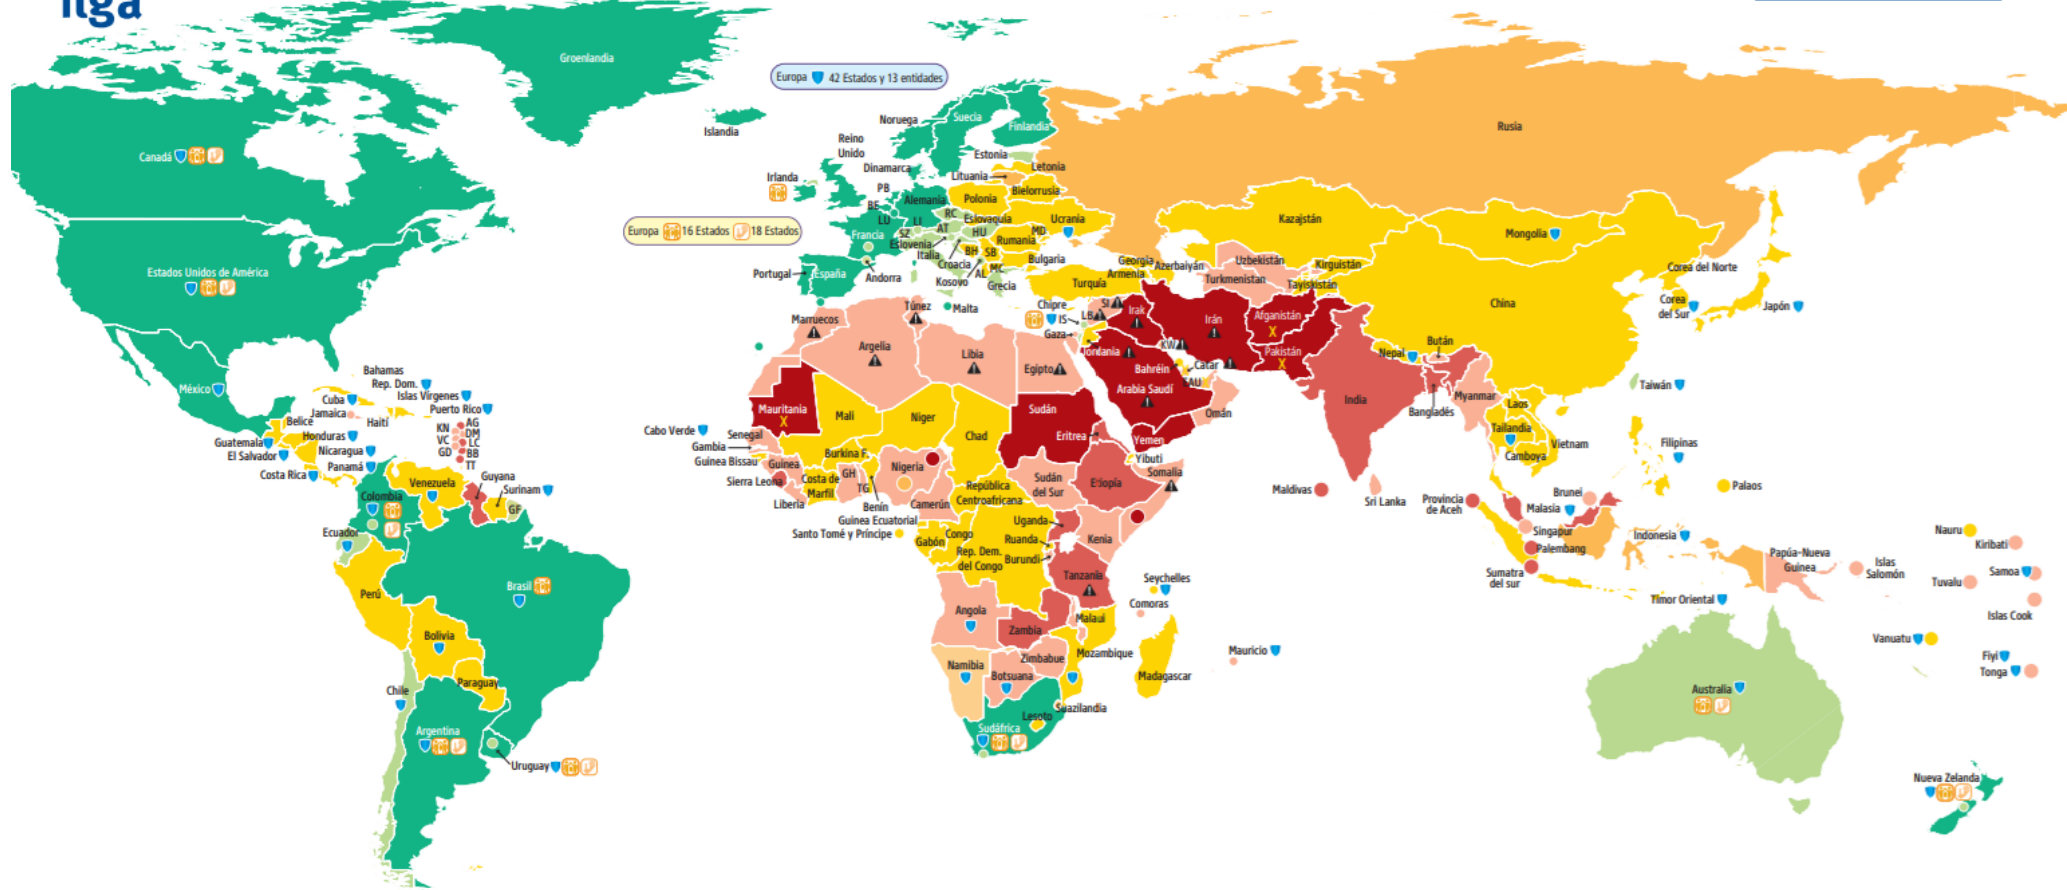 ilga
Groenlandia
Europa 42 Estados y 13 entidades
Islandia
Noruega
Suecia
Finlandia
Rusia
Reino
Unido
Estonia
Letonia
Canadá
Dinamarca
Lituania
Irlanda
PB
Bielorrusia
Alemania
Polonia
BE
LU
LI
RC
Eslovaquia
Ucrania
Kazajstán
Europa 16 Estados 18 Estados
Francia
SZ
AT
HU
MD
Mongolia
Eslovenia
Rumania
Italia
BH
SB
Bulgaria
Croacia
Georgia
Azerbaiyán
Uzbekistán
Kirguistán
Corea del Norte
Estados Unidos de América
Portugal
España
Andorra
Kosovo
AL
MC
Grecia
Armenia
Turquía
Turkmenistan
Tayikistán
China
Corea
del Sur
Japón
Túnez
Malta
Chipre
SI
Irak
Irán
Afganistán
X
Marruecos
IS
LB
Gaza
Argelia
Libia
Egipto
Jordania
KW
Pakistán
X
Nepal
Bután
Bahréin
Catar
EAU
Arabia Saudí
Taiwán
Bahamas
Rep. Dom.
México
Cuba
Islas Vírgenes
Jamaica
Puerto Rico
Belice
Haití
Mauritania
X
Mali
Niger
Sudán
Omán
India
Bangladés
Myanmar
Laos
Guatemala
Honduras
KN
AG
DM
VC
LC
El Salvador
Nicaragua
GD
BB
TT
Cabo Verde
Senegal
Chad
Eritrea
Yemen
Tailandia
Vietnam
Filipinas
Gambia
Costa Rica
Panamá
Guinea Bissau
Guinea
Burkina F.
Nigeria
Yibuti
Camboya
Venezuela
Guyana
Sierra Leona
Costa de
Marfil
GH
TG
Somalia
Colombia
Surinam
Liberia
Benín
Camerún
República
Centroafricana
Sudán
del Sur
Etiopía
Maldivas
Sri Lanka
Provincia
de Aceh
Brunei
Malasia
Palaos
GF
Guinea Ecuatorial
Ecuador
Santo Tomé y Príncipe
Gabón
Congo
Uganda
Kenia
Singapur
Indonesia
Nauru
Kiribati
Rep. Dem.
del Congo
Ruanda
Burundi
Palembang
Papúa-Nueva
Guinea
Islas
Salomón
Perú
Brasil
Tanzania
Seychelles
Sumatra
del sur
Tuvalu
Samoa
Angola
Comoras
Timor Oriental
Islas Cook
Malaui
Bolivia
Zambia
Vanuatu
Mozambique
Mauricio
Zimbabue
Fiyi
Namibia
Botsuana
Madagascar
Tonga
Paraguay
Chile
Australia
Suazilandia
Lesoto
Argentina
Sudáfrica
Uruguay
Nueva Zelanda